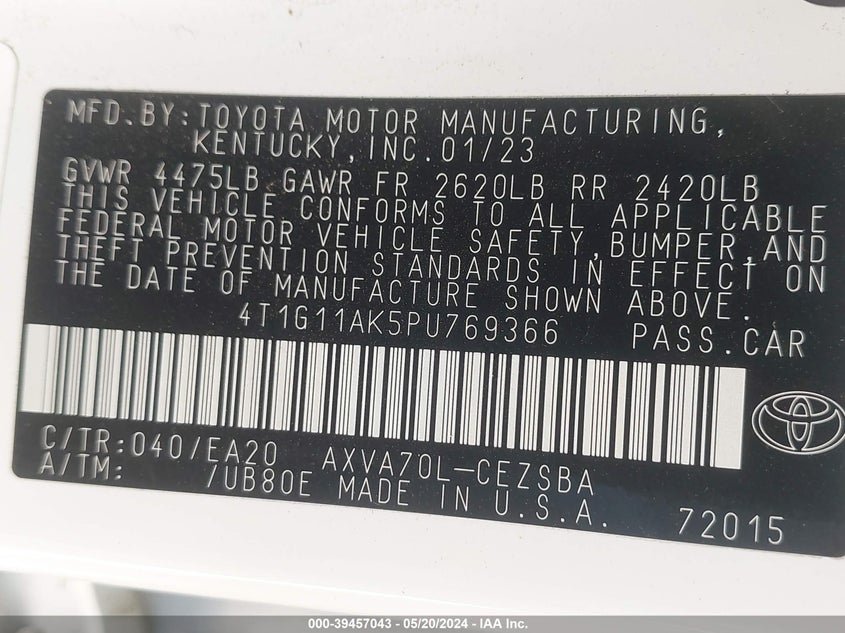 MFD.BY:TOYOTA MOTOR MANUFACTURING,
KENTUCKY,INC.01/23
GVWR 4475LB GAWR FR 2620LB RR 2420LB
THIS VEHICLE CONFORMS TO ALL APPLICABLE
FEDERAL MOTOR VEHICLE SAFETY,BUMPER,AND
THEFT PREVENTION STANDARDS IN EFFECT ON
THE DATE OF MANUFACTURE SHOWN ABOVE.
4T1G11AK5PU769366 PASS.CAR
C/TR:040/EA20 AXVA70L-CEZSBA
A/TM: 7UB80E MADE IN U.S.A. 72015
000-39457043 - 05/20/2024 - IAA Inc.